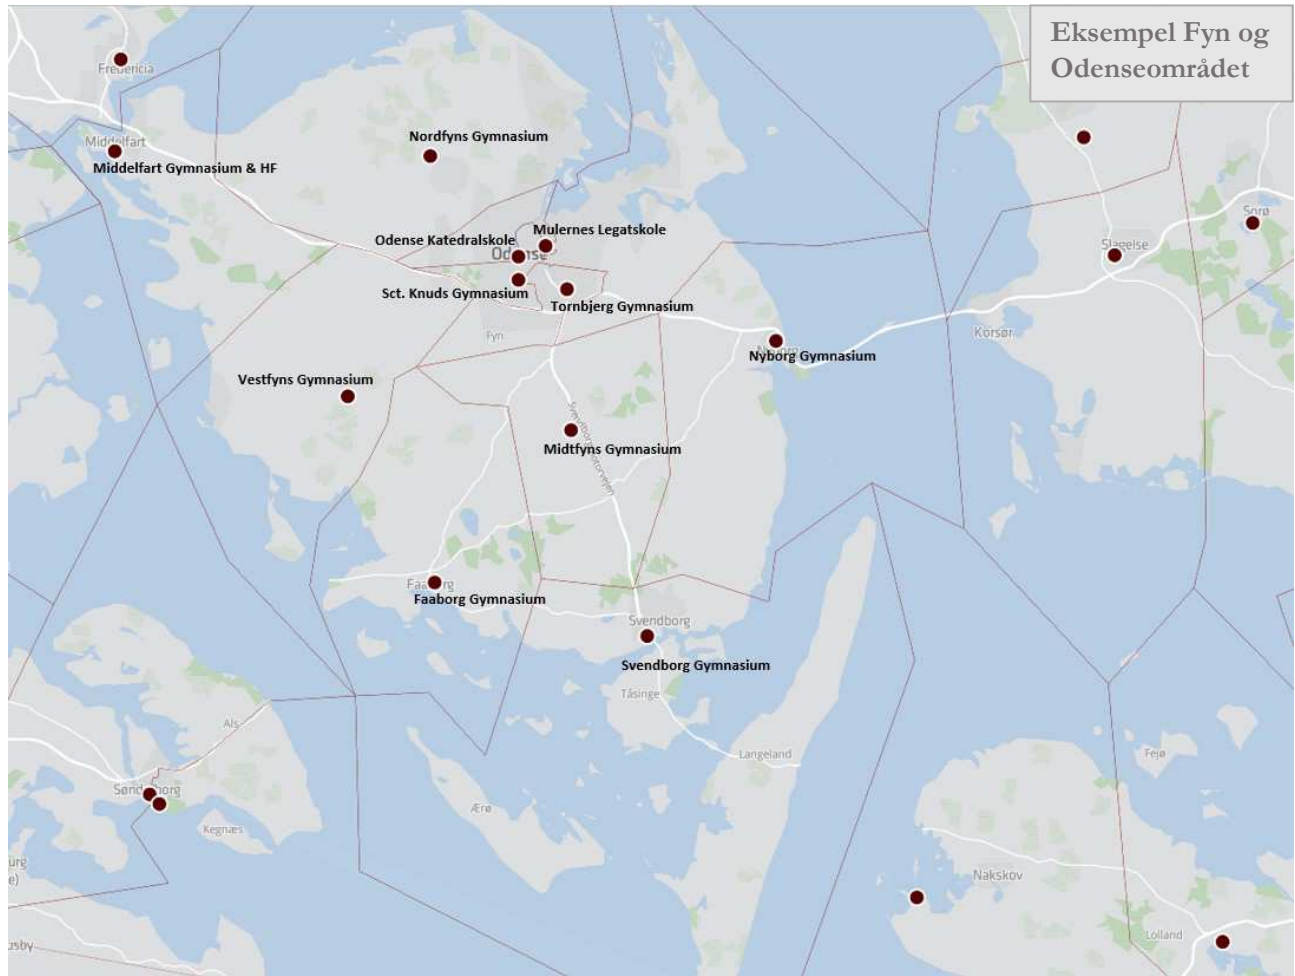 Eksempel Fyn og
Odenseområdet
Fredericia
Middelfart
Middelfart Gymnasium & HF
Nordfyns Gymnasium
Mulernes Legatskole
Odense Katedralskole
Odense
Sct. Knuds Gymnasium
Tornbjerg Gymnasium
Fyn
Sorø
Slagelse
Korsør
Nyborg Gymnasium
Vestfyns Gymnasium
Midtfyns Gymnasium
Svendborgmotorvejen
Faaborg
Faaborg Gymnasium
Svendborg
Svendborg Gymnasium
Tåsinge
Als
Langeland
Fejø
Sønderborg
Ærø
Kegnæs
urg
e)
Nakskov
Lolland
usby